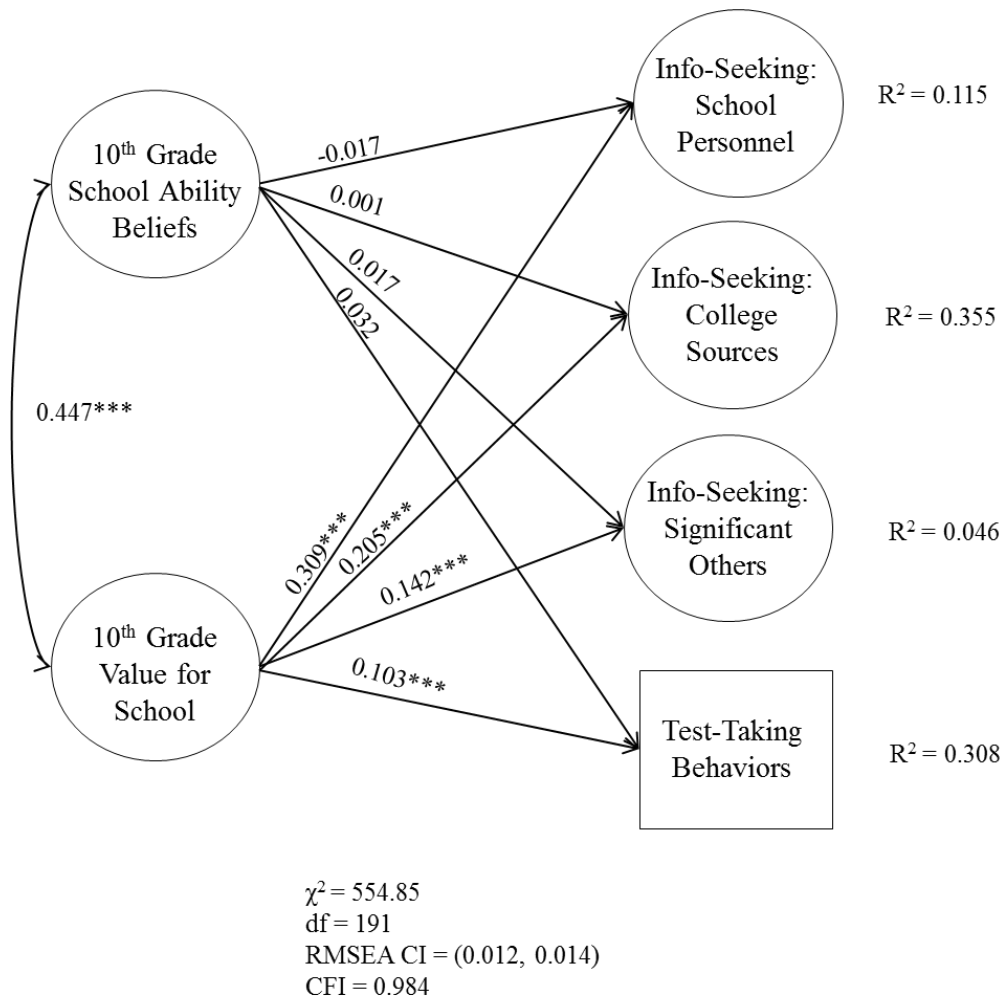 10th Grade
School Ability
Beliefs
Info-Seeking:
School
Personnel
R2 = 0.115
-0.017
0.001
0.017
0.032
Info-Seeking:
College
Sources
R2 = 0.355
0.447***
0.309***
0.205***
0.142***
0.103***
Info-Seeking:
Significant
Others
R2 = 0.046
10th Grade
Value for
School
Test-Taking
Behaviors
R2 = 0.308
χ2 = 554.85
df = 191
RMSEA CI = (0.012, 0.014)
CFI = 0.984